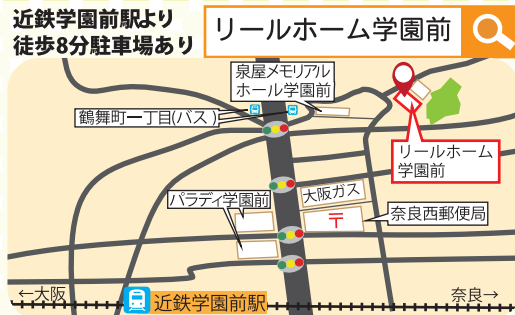 近鉄学園前駅より
徒歩8分駐車場あり
リールホーム学園前
泉屋メモリアル
ホール学園前
鶴舞町一丁目(バス)
リールホーム
学園前
大阪ガス
パラディ学園前
〒
奈良西郵便局
←大阪
近鉄学園前駅
奈良→